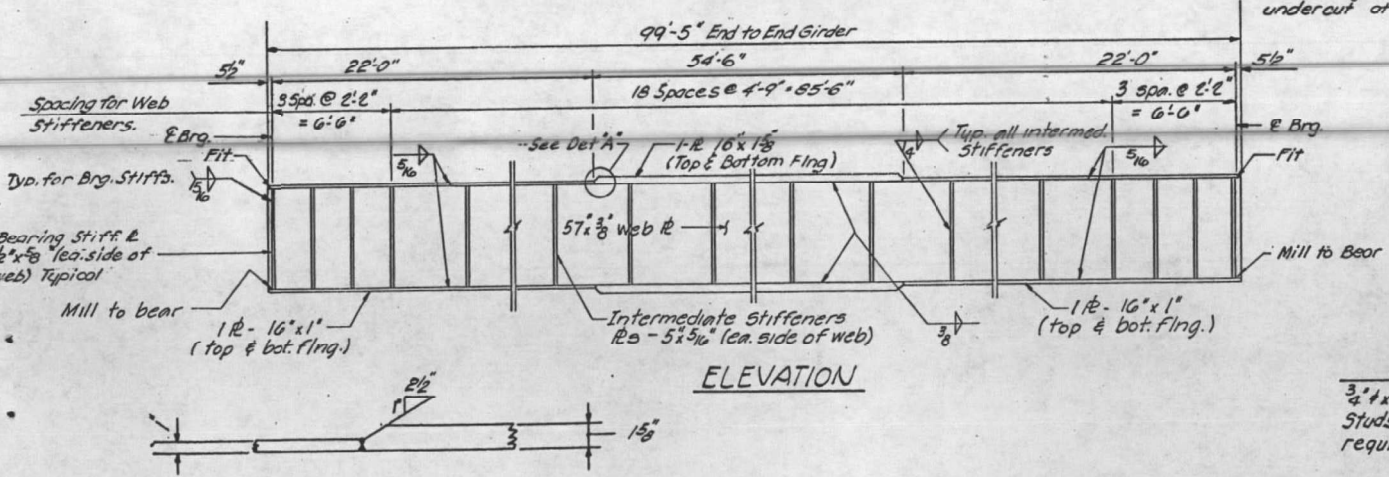 undercut
99'-5" End to End Girder
5½" 22'-0" 54'-6" 22'-0" 5½"
Spacing for Web
Stiffeners.
3 Spa. @ 2'-2"
= 6'-6"
18 Spaces @ 4'-9" = 85'-6"
3 spa. @ 2'-2"
= 6'-6"
℄ Brg.
℄ Brg.
Fit
Typ. for Brg. Stiffs.
5/16
5/16
See Det "A"
1-℞ 16" x 1⅝
(Top & Bottom Flng)
Typ. all intermed.
Stiffeners
5/16
Fit
Bearing Stiff. ℞
"x ⅝" (ea. side of
web) Typical
57" x ⅜ Web ℞
Mill to Bear
Mill to bear
1 ℞ - 16" x 1"
(top & bot. flng.)
Intermediate Stiffeners
℞s - 5" x 5/16" (ea. side of web)
3/8
1 ℞ - 16" x 1"
(top & bot. flng.)
ELEVATION
2½"
1"
1⅝"
¾"
Studs